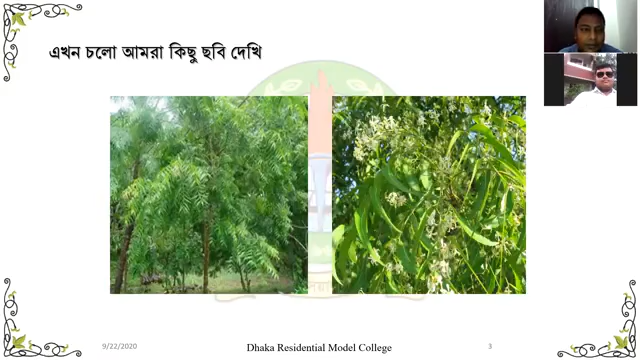 এখন চলো আমরা কিছু ছবি দেখি
9/22/2020
Dhaka Residential Model College
3